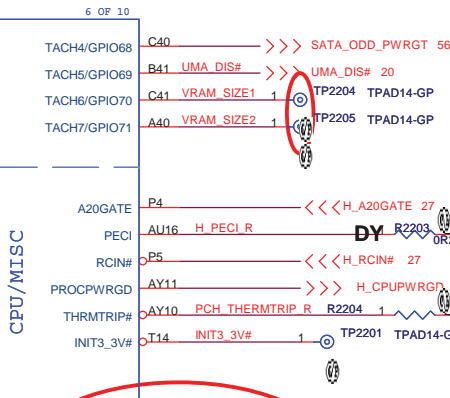 6 OF 10
TACH4/GPIO68 C40 SATA_ODD_PWRGT 56
TACH5/GPIO69 B41 UMA_DIS# UMA_DIS# 20
TACH6/GPIO70 C41 VRAM_SIZE1 1 TP2204 TPAD14-GP
TACH7/GPIO71 A40 VRAM_SIZE2 1 TP2205 TPAD14-GP
A20GATE P4 H_A20GATE 27
PECI AU16 H_PECI_R DY 1 R2203
RCIN# P5 H_RCIN# 27
PROCPWRGD AY11 H_CPUPWRGD
THRMTRIP# AY10 PCH_THERMTRIP_R R2204 1
INIT3_3V# T14 INIT3_3V# 1 TP2201 TPAD14-G
CPU/MISC